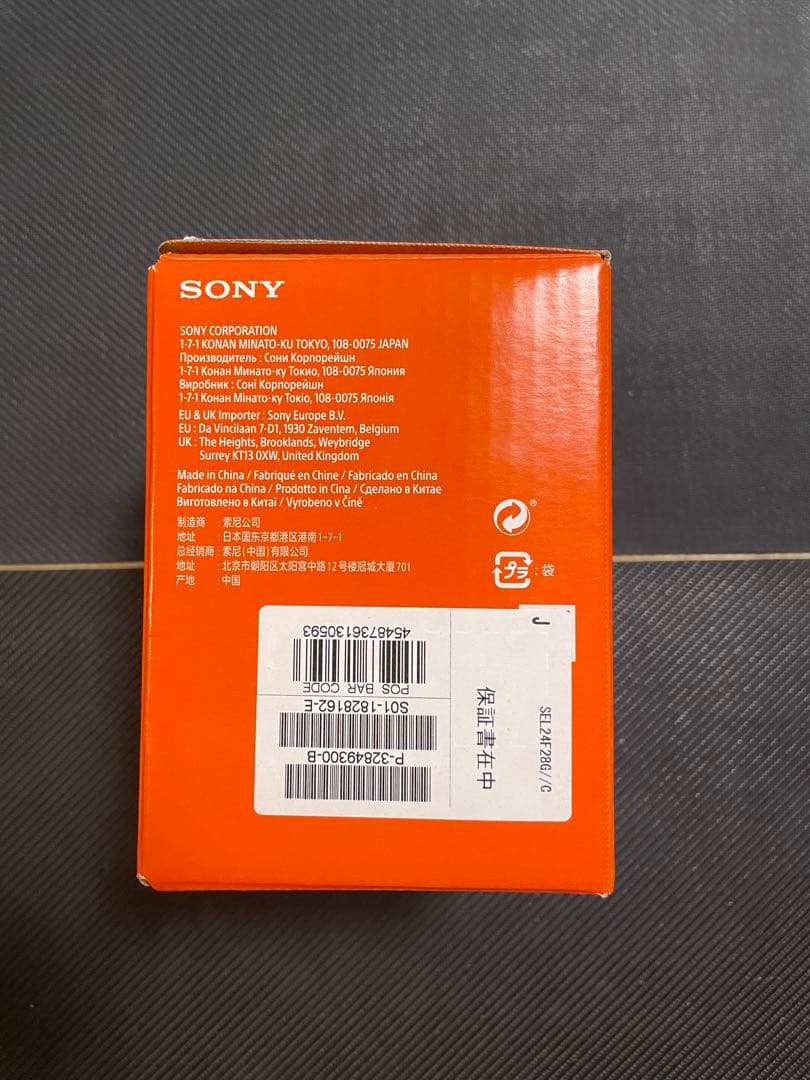 SONY
SONY CORPORATION
1-7-1 KONAN MINATO-KU TOKYO, 108-0075 JAPAN
Производитель : Сони Корпорейшн
1-7-1 Конан Минато-ку Токио, 108-0075 Япония
Виробник : Соні Корпорейшн
1-7-1 Конан Мінато-ку Токіо, 108-0075 Японія
EU & UK Importer : Sony Europe B.V.
EU : Da Vincilaan 7-D1, 1930 Zaventem, Belgium
UK : The Heights, Brooklands, Weybridge
Surrey KT13 0XW, United Kingdom
Made in China / Fabriqué en Chine / Fabricado en China
Fabricado na China / Prodotto in Cina / Сделано в Китае
Виготовлено в Китаї / Vyrobeno v Číně
制造商 : 索尼公司
地址 : 日本国东京都港区港南1-7-1
总经销商 : 索尼(中国)有限公司
地址 : 北京市朝阳区太阳宫中路12号楼冠城大厦701
产地 : 中国
®
プラ : 袋
J
SEL24F28G//C
保証書在中
P-32849300-B
S01-1828162-E
POS BAR CODE
4548736130593